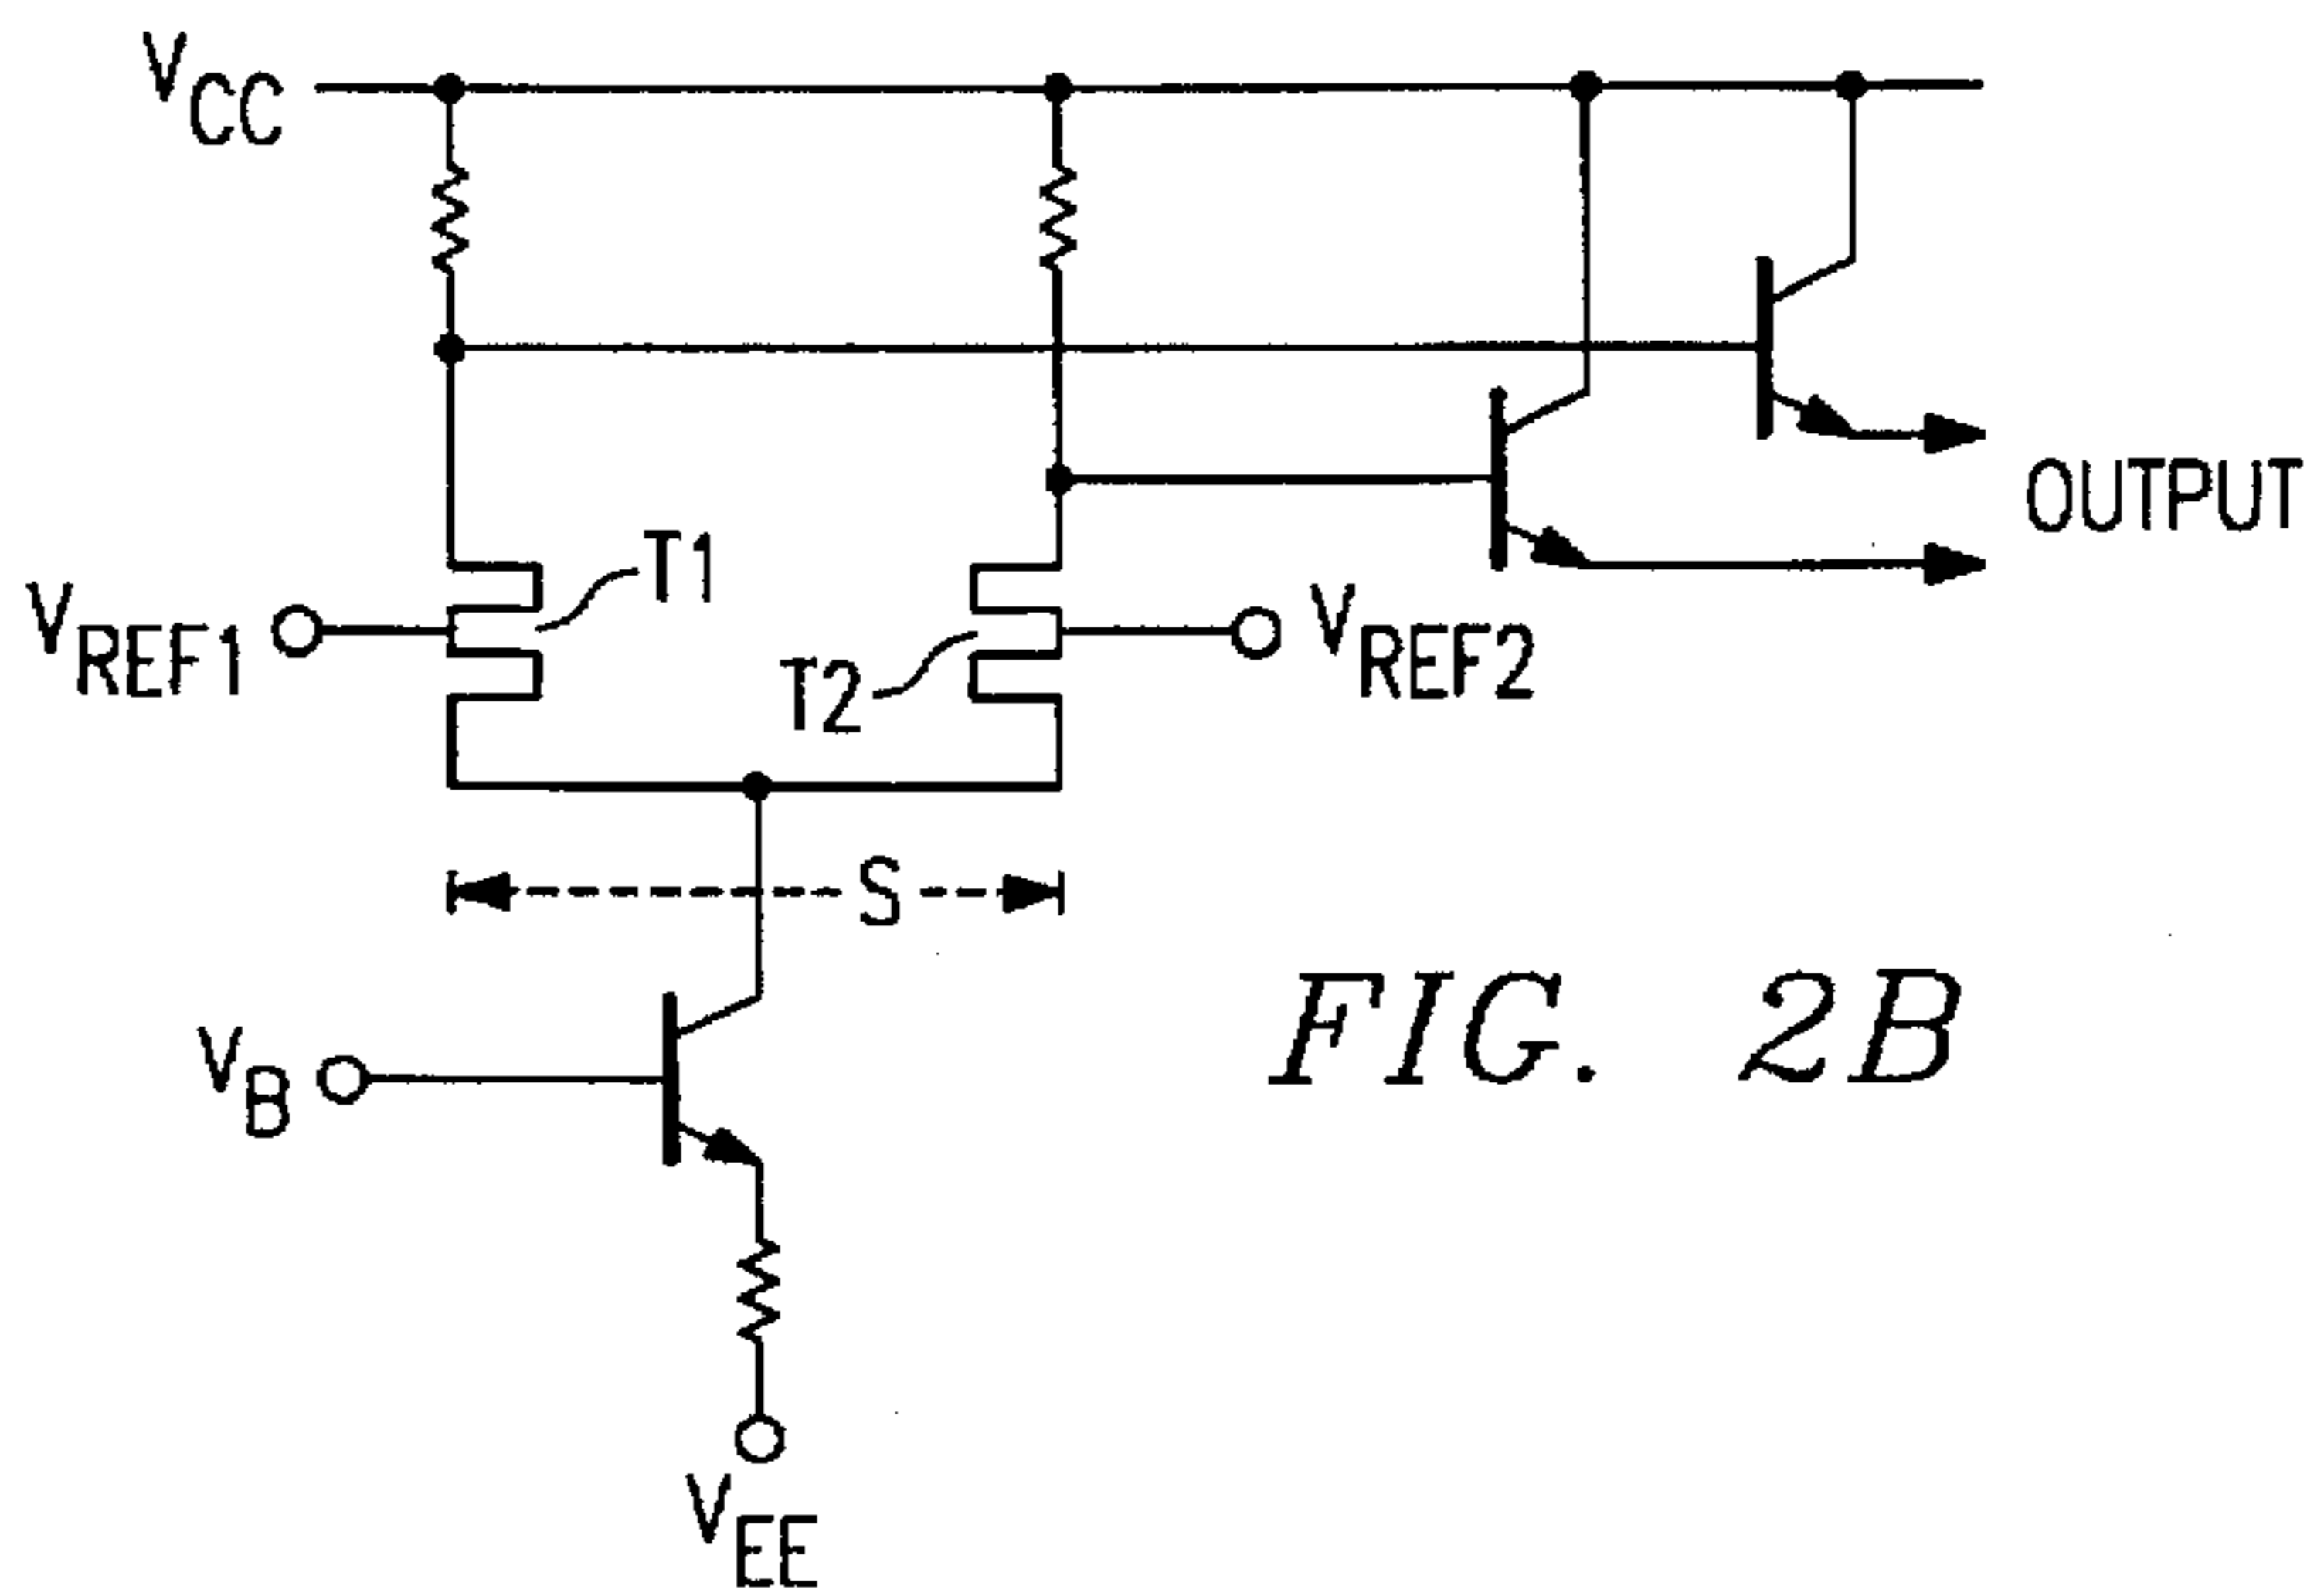 VCC
OUTPUT
T1
VREF1
VREF2
T2
S
FIG. 2B
VB
VEE